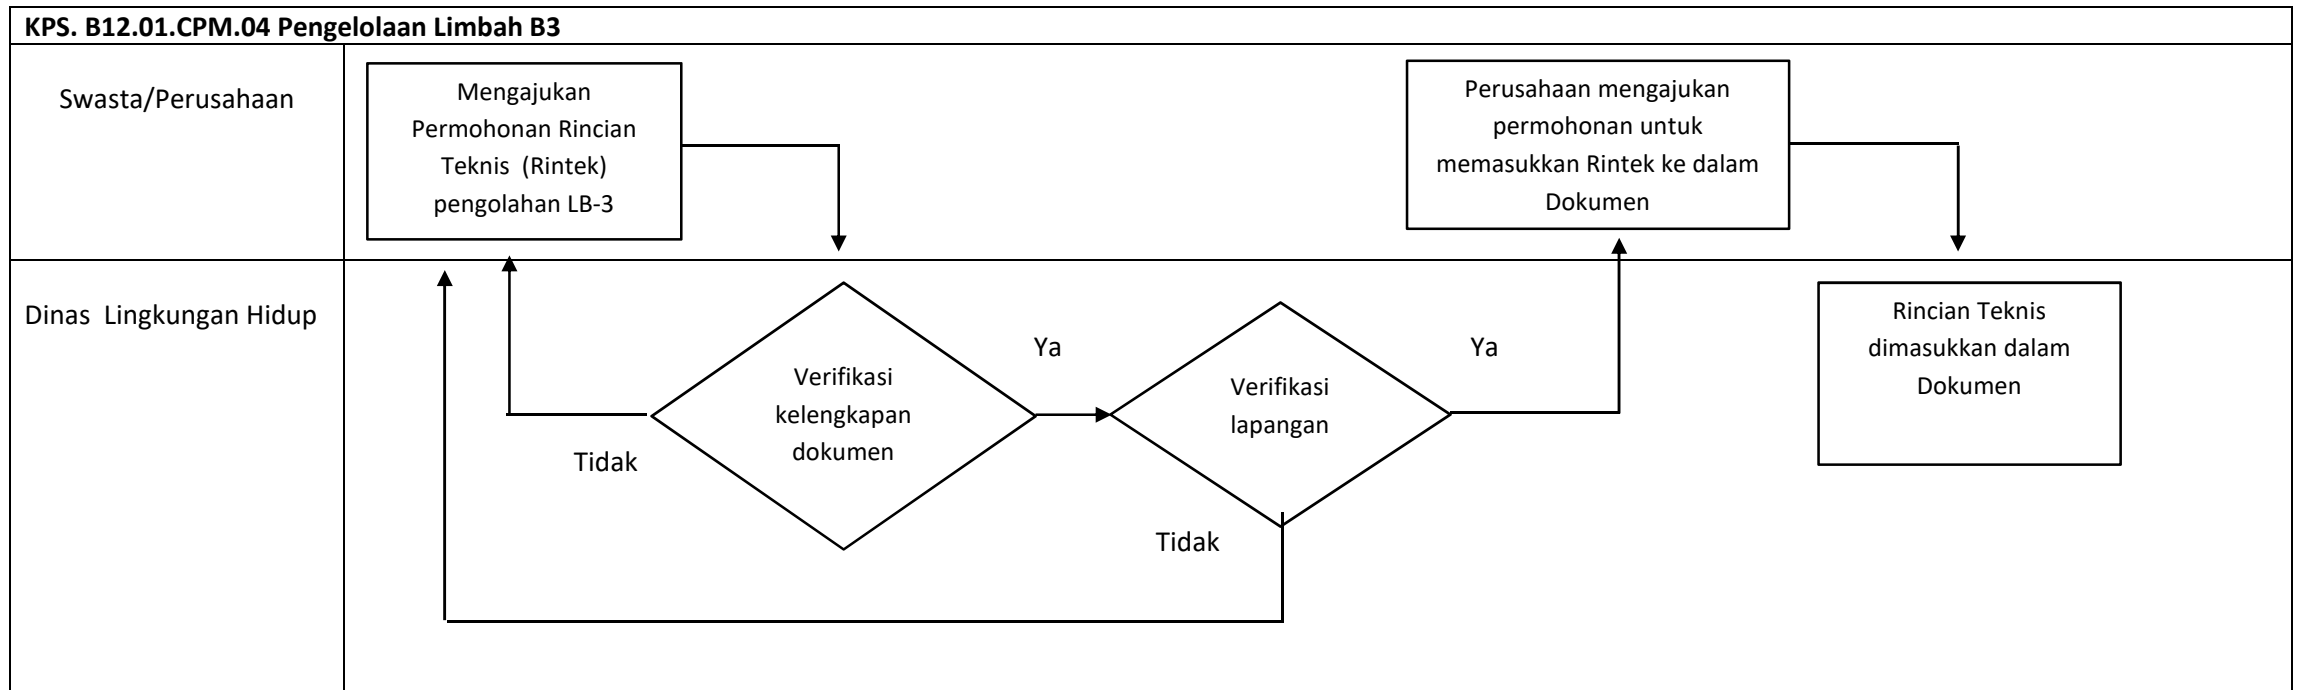 KPS. B12.01.CPM.04 Pengelolaan Limbah B3
Swasta/Perusahaan
Mengajukan
Permohonan Rincian
Teknis (Rintek)
pengolahan LB-3
Perusahaan mengajukan
permohonan untuk
memasukkan Rintek ke dalam
Dokumen
Dinas Lingkungan Hidup
Verifikasi
kelengkapan
dokumen
Ya
Tidak
Verifikasi
lapangan
Ya
Tidak
Rincian Teknis
dimasukkan dalam
Dokumen